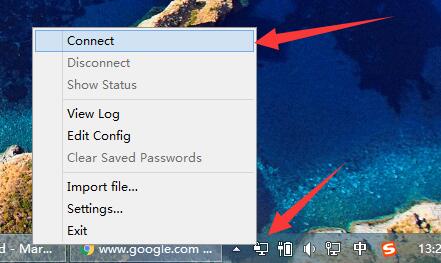 Connect
Disconnect
Show Status
View Log
Edit Config
Clear Saved Passwords
Import file...
Settings...
Exit
d - Mar... www.google.com ... 中 S 13:2